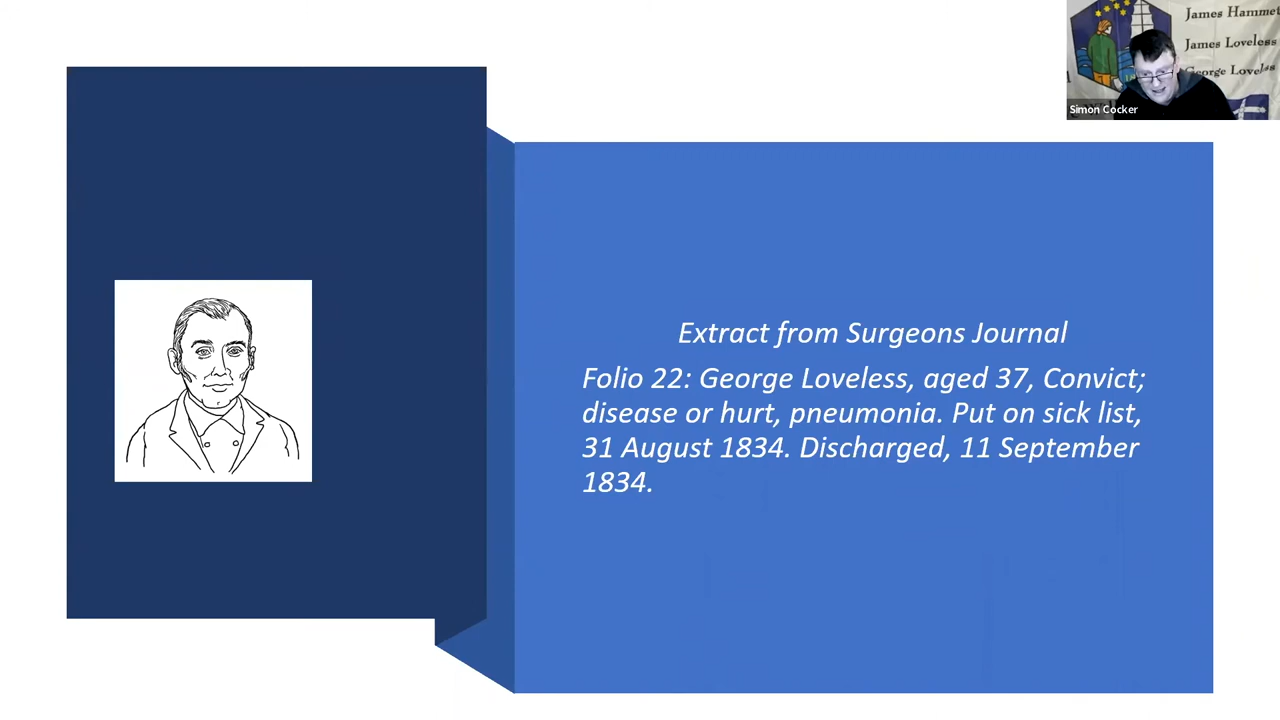 James Hammet
James Loveless
George Loveless
Simon Cocker
Extract from Surgeons Journal
Folio 22: George Loveless, aged 37, Convict;
disease or hurt, pneumonia. Put on sick list,
31 August 1834. Discharged, 11 September
1834.